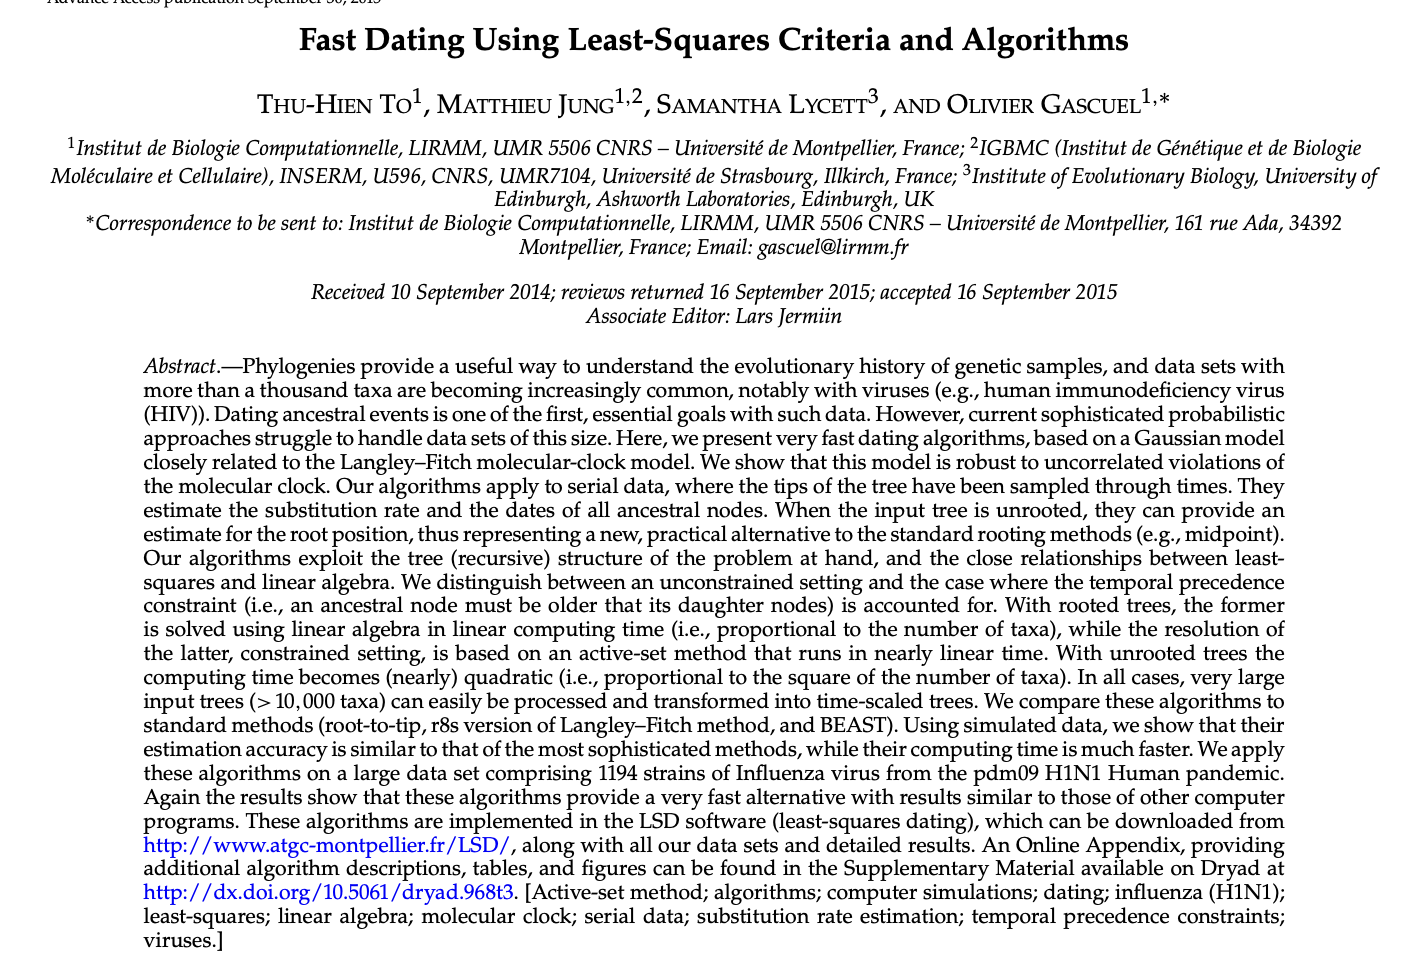 Advance Access publication September 30, 2015
Fast Dating Using Least-Squares Criteria and Algorithms
THU-HIEN TO1, MATTHIEU JUNG1,2, SAMANTHA LYCETT3, AND OLIVIER GASCUEL1,*
1Institut de Biologie Computationnelle, LIRMM, UMR 5506 CNRS – Université de Montpellier, France; 2IGBMC (Institut de Génétique et de Biologie
Moléculaire et Cellulaire), INSERM, U596, CNRS, UMR7104, Université de Strasbourg, Illkirch, France; 3Institute of Evolutionary Biology, University of
Edinburgh, Ashworth Laboratories, Edinburgh, UK
*Correspondence to be sent to: Institut de Biologie Computationnelle, LIRMM, UMR 5506 CNRS – Université de Montpellier, 161 rue Ada, 34392
Montpellier, France; Email: gascuel@lirmm.fr
Received 10 September 2014; reviews returned 16 September 2015; accepted 16 September 2015
Associate Editor: Lars Jermiin
Abstract.—Phylogenies provide a useful way to understand the evolutionary history of genetic samples, and data sets with
more than a thousand taxa are becoming increasingly common, notably with viruses (e.g., human immunodeficiency virus
(HIV)). Dating ancestral events is one of the first, essential goals with such data. However, current sophisticated probabilistic
approaches struggle to handle data sets of this size. Here, we present very fast dating algorithms, based on a Gaussian model
closely related to the Langley–Fitch molecular-clock model. We show that this model is robust to uncorrelated violations of
the molecular clock. Our algorithms apply to serial data, where the tips of the tree have been sampled through times. They
estimate the substitution rate and the dates of all ancestral nodes. When the input tree is unrooted, they can provide an
estimate for the root position, thus representing a new, practical alternative to the standard rooting methods (e.g., midpoint).
Our algorithms exploit the tree (recursive) structure of the problem at hand, and the close relationships between least-
squares and linear algebra. We distinguish between an unconstrained setting and the case where the temporal precedence
constraint (i.e., an ancestral node must be older that its daughter nodes) is accounted for. With rooted trees, the former
is solved using linear algebra in linear computing time (i.e., proportional to the number of taxa), while the resolution of
the latter, constrained setting, is based on an active-set method that runs in nearly linear time. With unrooted trees the
computing time becomes (nearly) quadratic (i.e., proportional to the square of the number of taxa). In all cases, very large
input trees (> 10,000 taxa) can easily be processed and transformed into time-scaled trees. We compare these algorithms to
standard methods (root-to-tip, r8s version of Langley–Fitch method, and BEAST). Using simulated data, we show that their
estimation accuracy is similar to that of the most sophisticated methods, while their computing time is much faster. We apply
these algorithms on a large data set comprising 1194 strains of Influenza virus from the pdm09 H1N1 Human pandemic.
Again the results show that these algorithms provide a very fast alternative with results similar to those of other computer
programs. These algorithms are implemented in the LSD software (least-squares dating), which can be downloaded from
http://www.atgc-montpellier.fr/LSD/, along with all our data sets and detailed results. An Online Appendix, providing
additional algorithm descriptions, tables, and figures can be found in the Supplementary Material available on Dryad at
http://dx.doi.org/10.5061/dryad.968t3. [Active-set method; algorithms; computer simulations; dating; influenza (H1N1);
least-squares; linear algebra; molecular clock; serial data; substitution rate estimation; temporal precedence constraints;
viruses.]